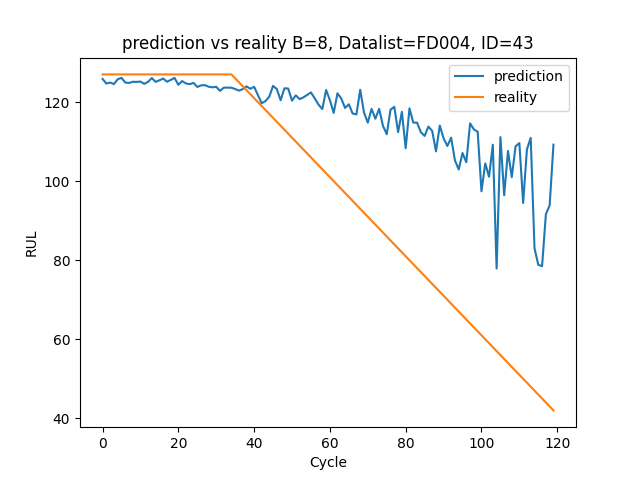 prediction vs reality B=8, Datalist=FD004, ID=43
prediction
reality
RUL
120
100
80
60
40
0 20 40 60 80 100 120
Cycle